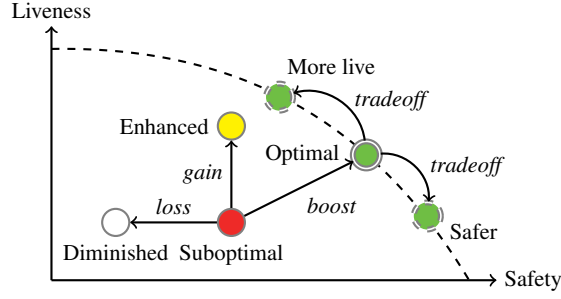 Liveness
More live
tradeoff
Enhanced
Optimal
tradeoff
gain
loss
boost
Safer
Diminished
Suboptimal
Safety